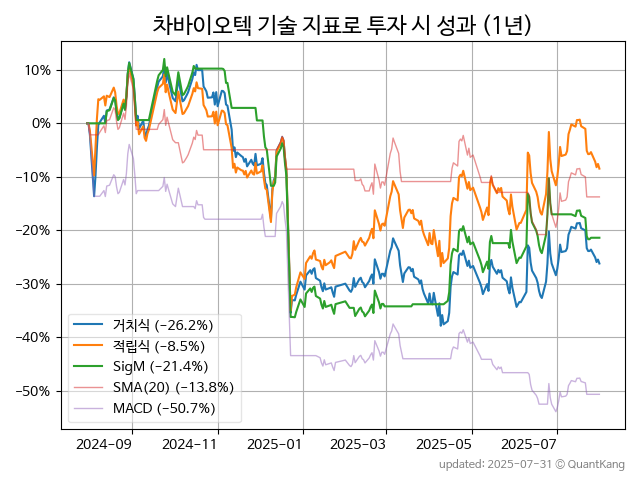 차바이오텍 기술 지표로 투자 시 성과 (1년)
10%
0%
−10%
−20%
−30%
−40%
−50%
거치식 (−26.2%)
적립식 (−8.5%)
SigM (−21.4%)
SMA(20) (−13.8%)
MACD (−50.7%)
2024-09
2024-11
2025-01
2025-03
2025-05
2025-07
updated: 2025-07-31 © QuantKang